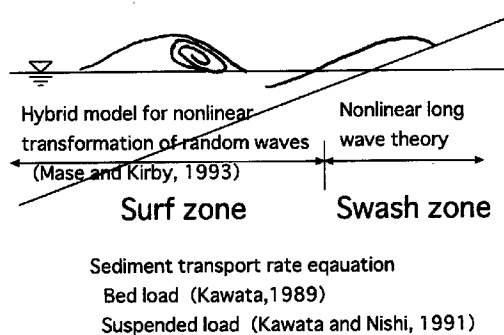 Hybrid model for nonlinear
transformation of random waves
(Mase and Kirby, 1993)
Nonlinear long
wave theory
Surf zone
Swash zone
Sediment transport rate eqauation
Bed load (Kawata,1989)
Suspended load (Kawata and Nishi, 1991)